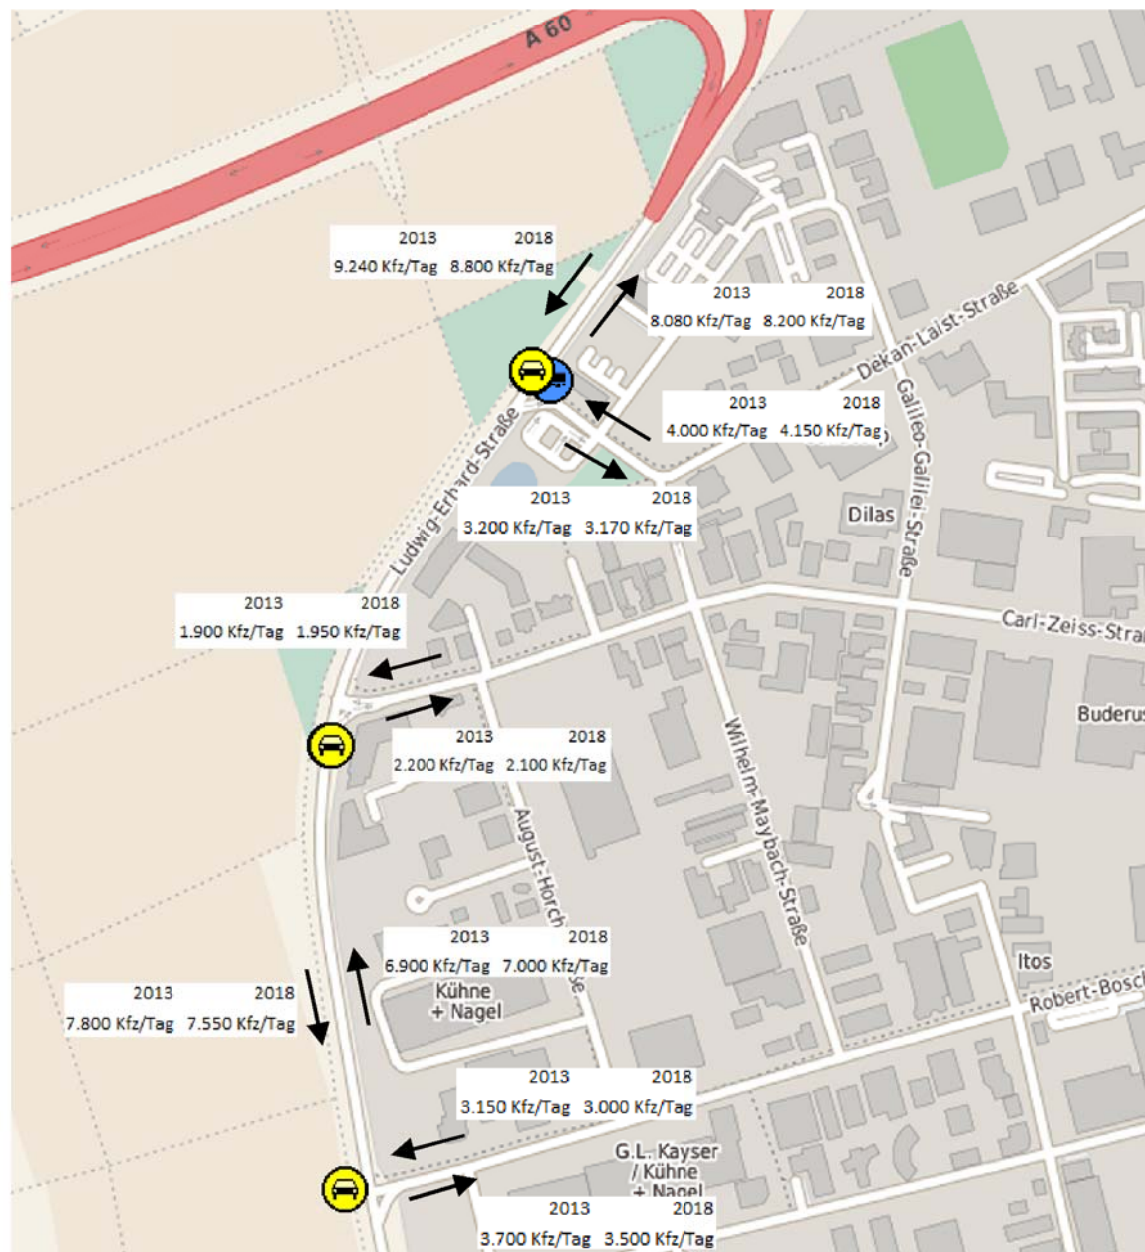 A 60
2013 2018
9.240 Kfz/Tag 8.800 Kfz/Tag
2013 2018
8.080 Kfz/Tag 8.200 Kfz/Tag
Dekan-Laist-Straße
2013 2018
4.000 Kfz/Tag 4.150 Kfz/Tag
Galileo-Galilei-Straße
Ludwig-Erhard-Straße
2013 2018
3.200 Kfz/Tag 3.170 Kfz/Tag
Dilas
2013 2018
1.900 Kfz/Tag 1.950 Kfz/Tag
Carl-Zeiss-Stra
Buderus
2013 2018
2.200 Kfz/Tag 2.100 Kfz/Tag
Wilhelm-Maybach-Straße
August-Horch
ße
2013 2018
6.900 Kfz/Tag 7.000 Kfz/Tag
Kühne
+ Nagel
Itos
Robert-Bosch
2013 2018
7.800 Kfz/Tag 7.550 Kfz/Tag
2013 2018
3.150 Kfz/Tag 3.000 Kfz/Tag
G.L. Kayser
/ Kühne
+ Nagel
2013 2018
3.700 Kfz/Tag 3.500 Kfz/Tag